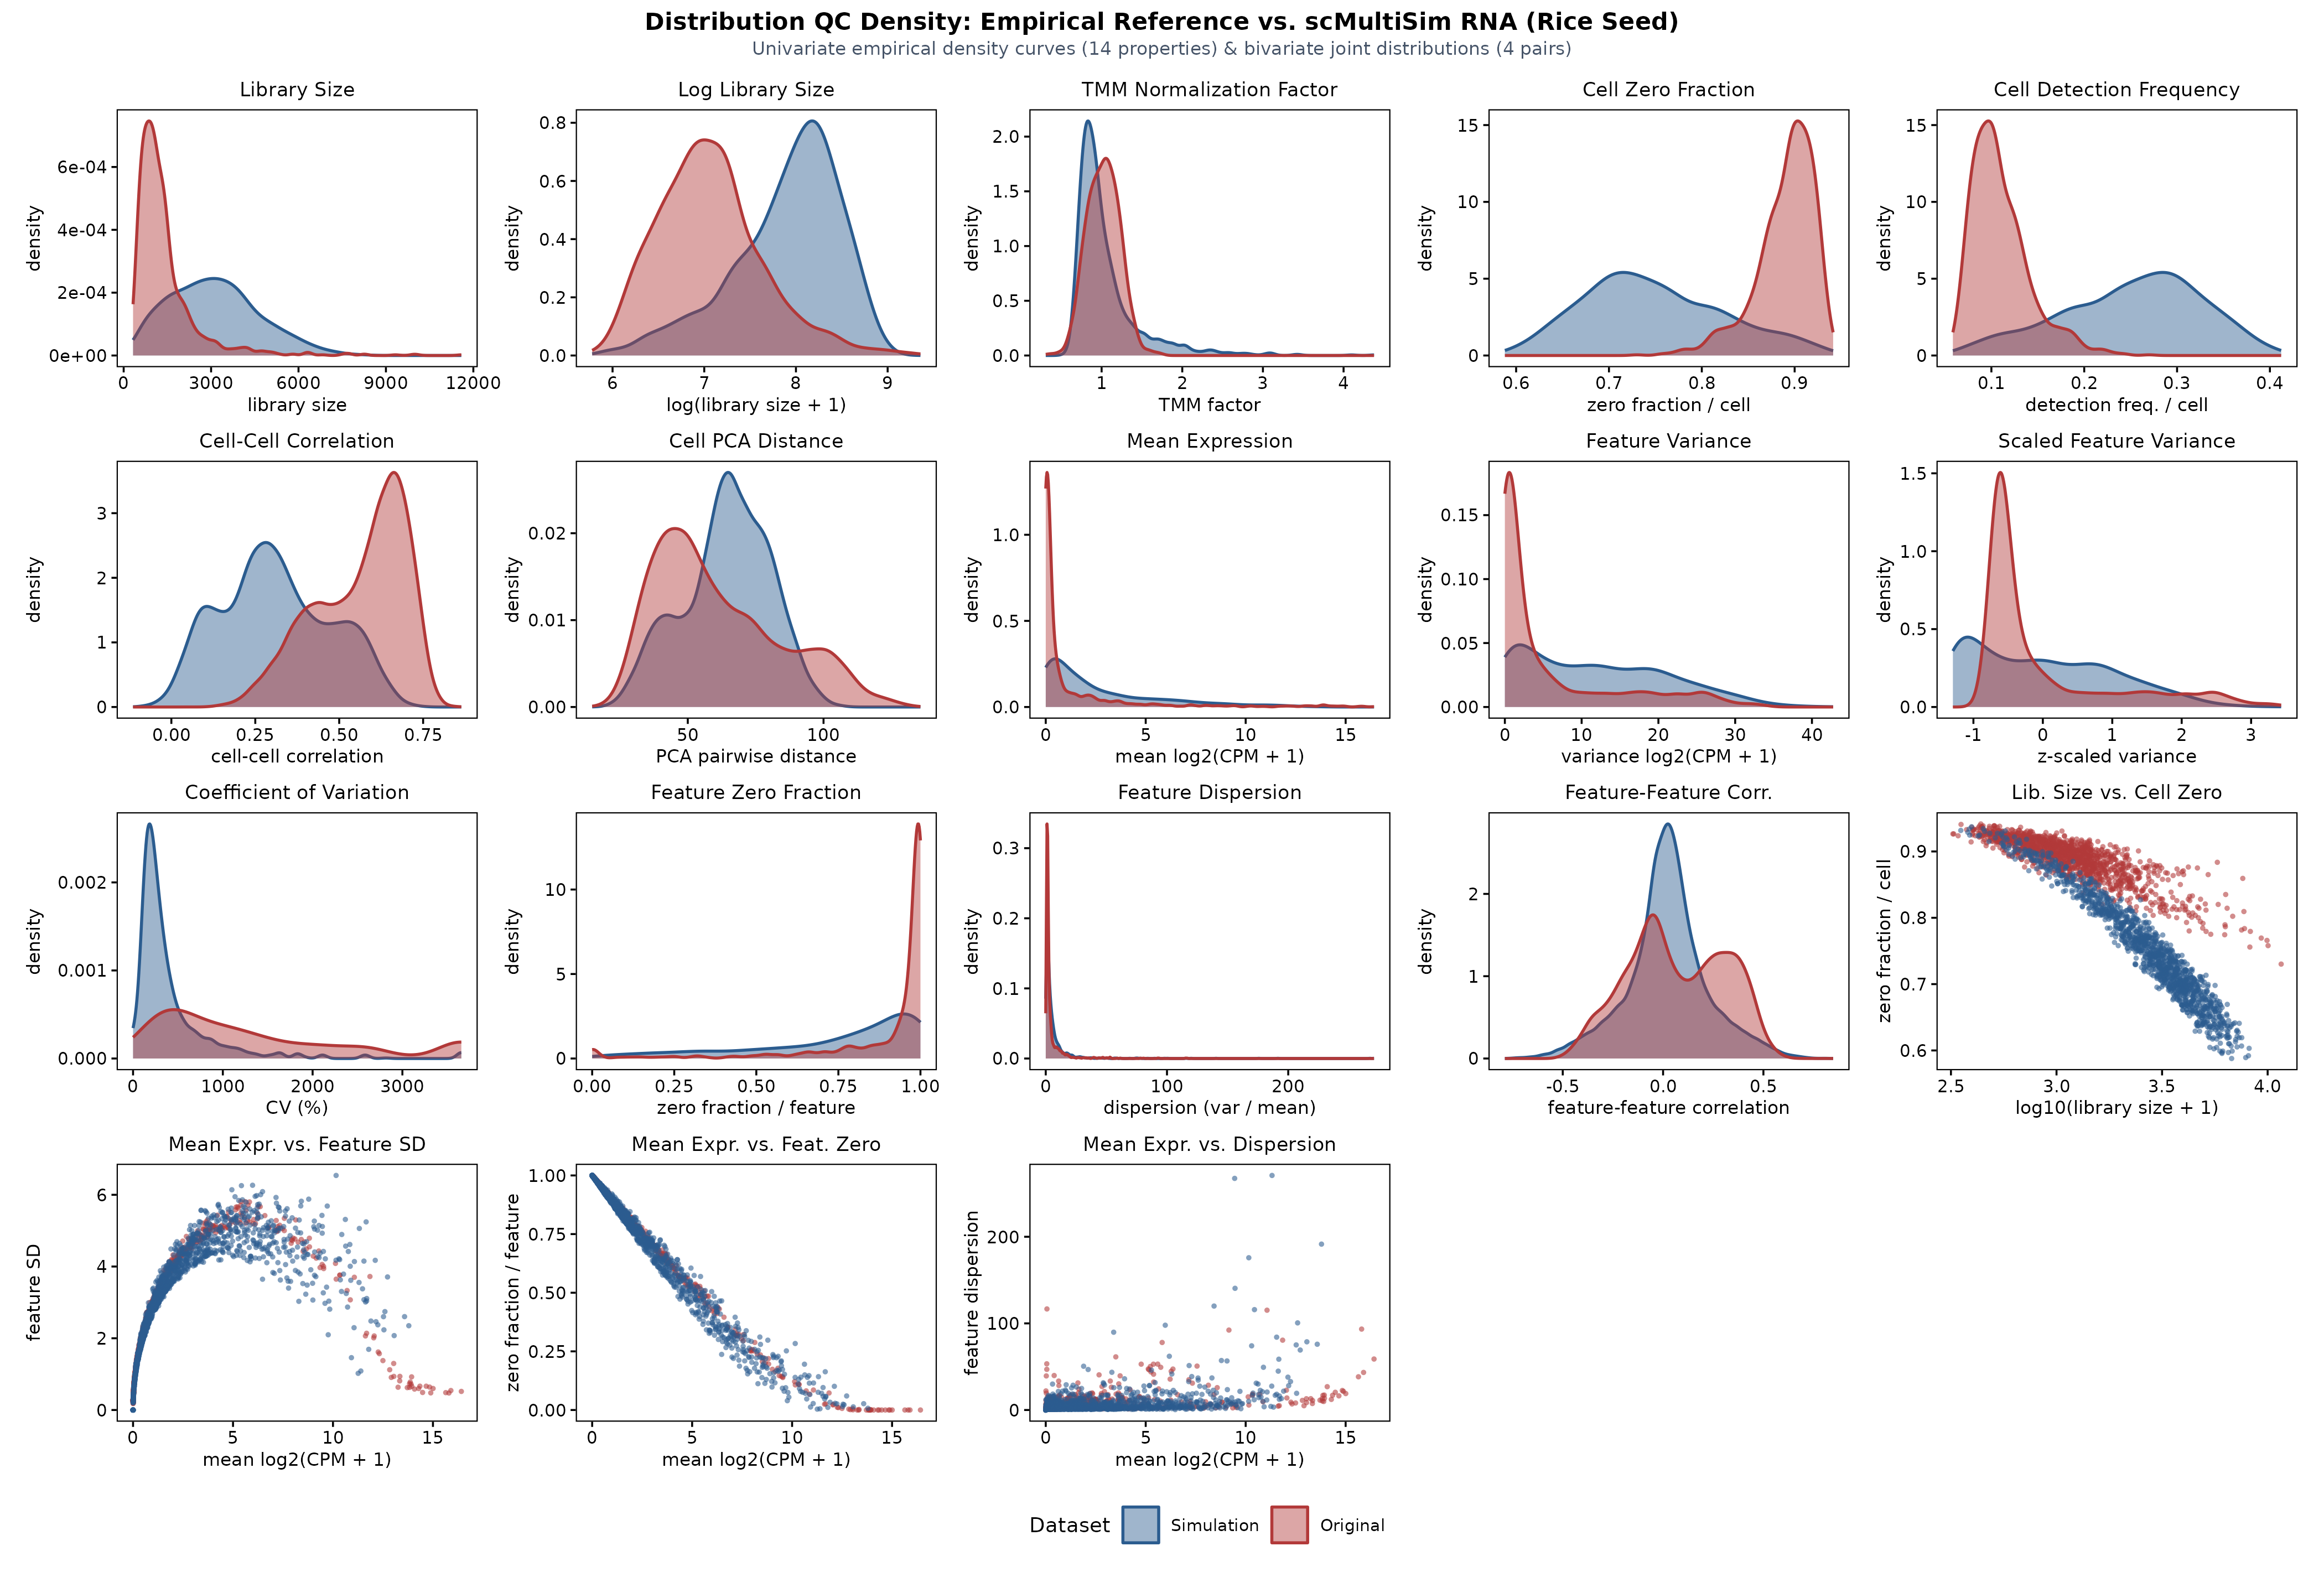 Distribution QC Density: Empirical Reference vs. scMultiSim RNA (Rice Seed)
Univariate empirical density curves (14 properties) & bivariate joint distributions (4 pairs)
Library Size
density
6e-04
4e-04
2e-04
0e+00
0 3000 6000 9000 12000
library size
Log Library Size
density
0.8
0.6
0.4
0.2
0.0
6 7 8 9
log(library size + 1)
TMM Normalization Factor
density
2.0
1.5
1.0
0.5
0.0
1 2 3 4
TMM factor
Cell Zero Fraction
density
15
10
5
0
0.6 0.7 0.8 0.9
zero fraction / cell
Cell Detection Frequency
density
15
10
5
0
0.1 0.2 0.3 0.4
detection freq. / cell
Cell-Cell Correlation
density
3
2
1
0
0.00 0.25 0.50 0.75
cell-cell correlation
Cell PCA Distance
density
0.02
0.01
0.00
50 100
PCA pairwise distance
Mean Expression
density
1.0
0.5
0.0
0 5 10 15
mean log2(CPM + 1)
Feature Variance
density
0.15
0.10
0.05
0.00
0 10 20 30 40
variance log2(CPM + 1)
Scaled Feature Variance
density
1.5
1.0
0.5
0.0
-1 0 1 2 3
z-scaled variance
Coefficient of Variation
density
0.002
0.001
0.000
0 1000 2000 3000
CV (%)
Feature Zero Fraction
density
10
5
0
0.00 0.25 0.50 0.75 1.00
zero fraction / feature
Feature Dispersion
density
0.3
0.2
0.1
0.0
0 100 200
dispersion (var / mean)
Feature-Feature Corr.
density
2
1
0
-0.5 0.0 0.5
feature-feature correlation
Lib. Size vs. Cell Zero
zero fraction / cell
0.9
0.8
0.7
0.6
2.5 3.0 3.5 4.0
log10(library size + 1)
Mean Expr. vs. Feature SD
feature SD
6
4
2
0
0 5 10 15
mean log2(CPM + 1)
Mean Expr. vs. Feat. Zero
zero fraction / feature
1.00
0.75
0.50
0.25
0.00
0 5 10 15
mean log2(CPM + 1)
Mean Expr. vs. Dispersion
feature dispersion
200
100
0
0 5 10 15
mean log2(CPM + 1)
Dataset Simulation Original